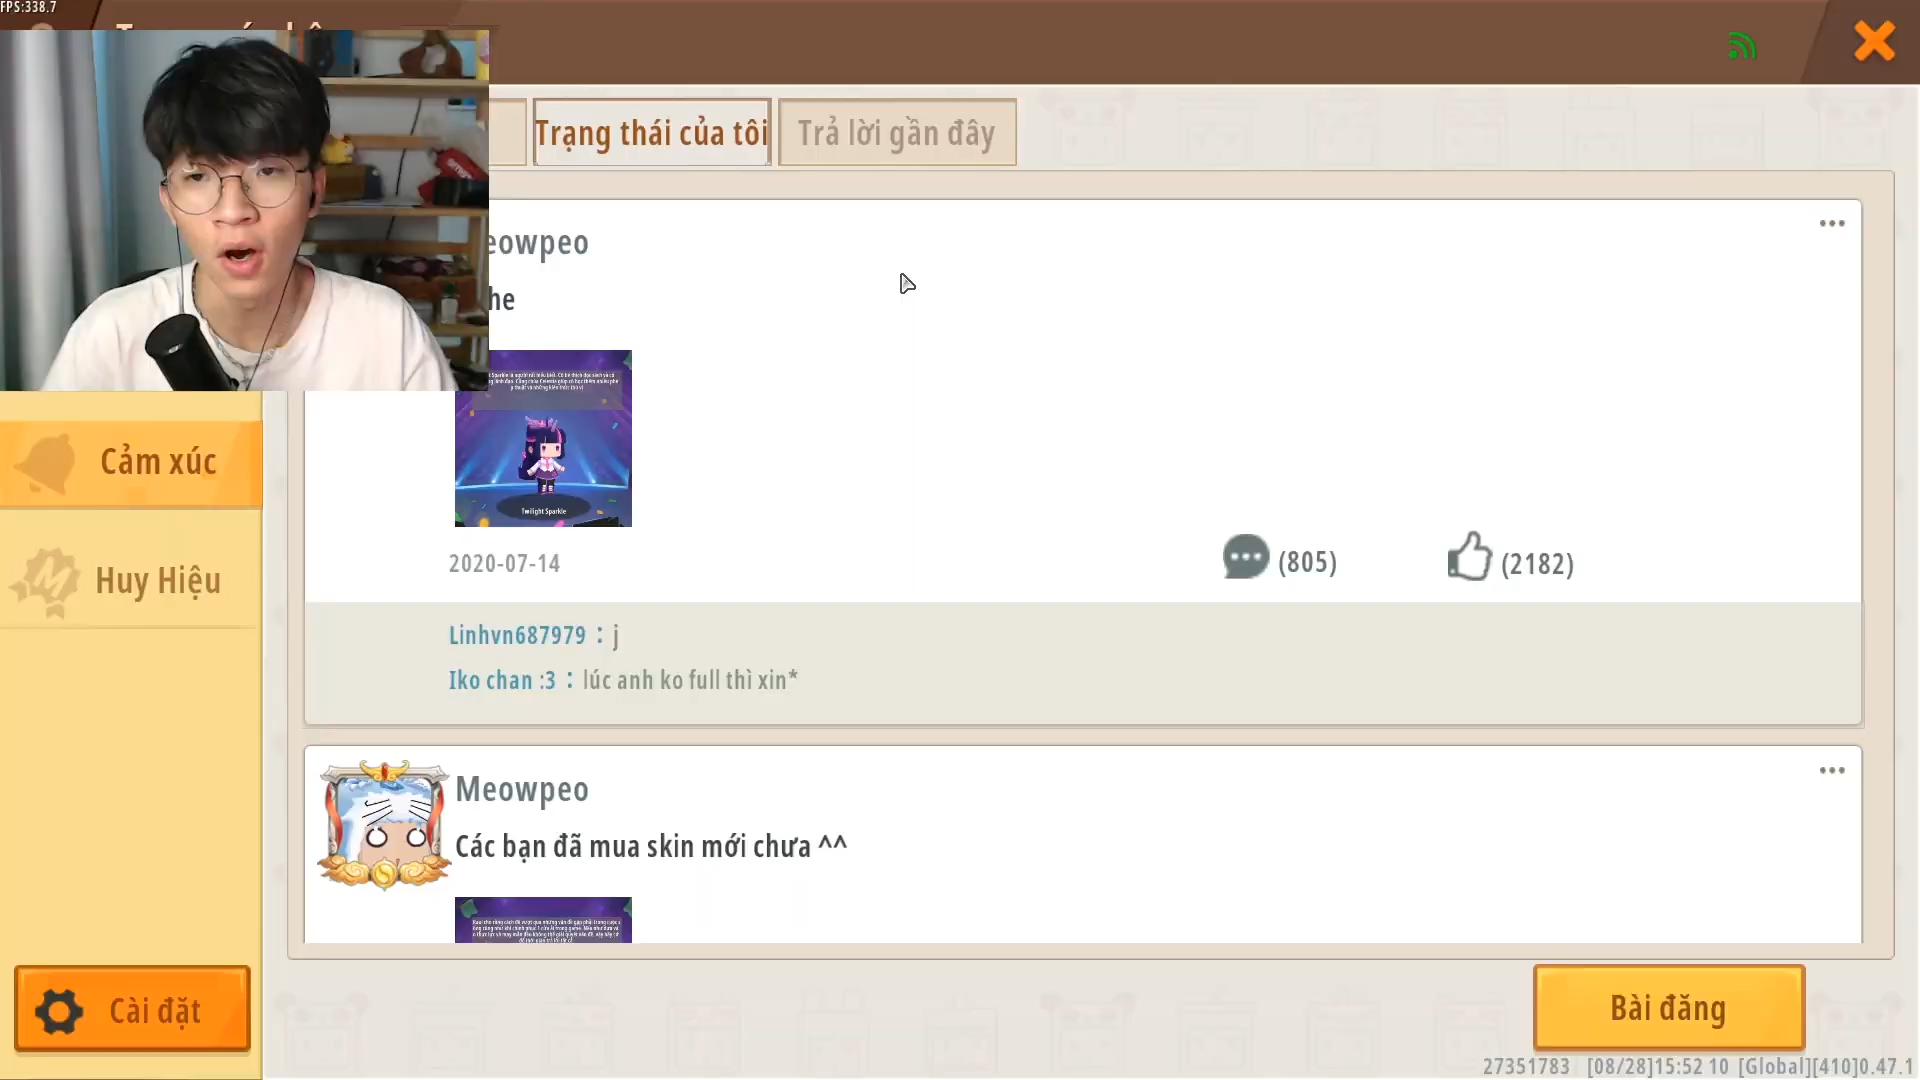 FPS:338.7
Trạng thái của tôi
Trả lời gần đây
eowpeo
he
Twilight Sparkle
2020-07-14
(805)
(2182)
Linhvn687979 : j
Iko chan :3 : lúc anh ko full thì xin*
Cảm xúc
Huy Hiệu
Meowpeo
Các bạn đã mua skin mới chưa ^^
Cài đặt
Bài đăng
27351783 [08/28]15:52 10 [Global][410]0.47.1